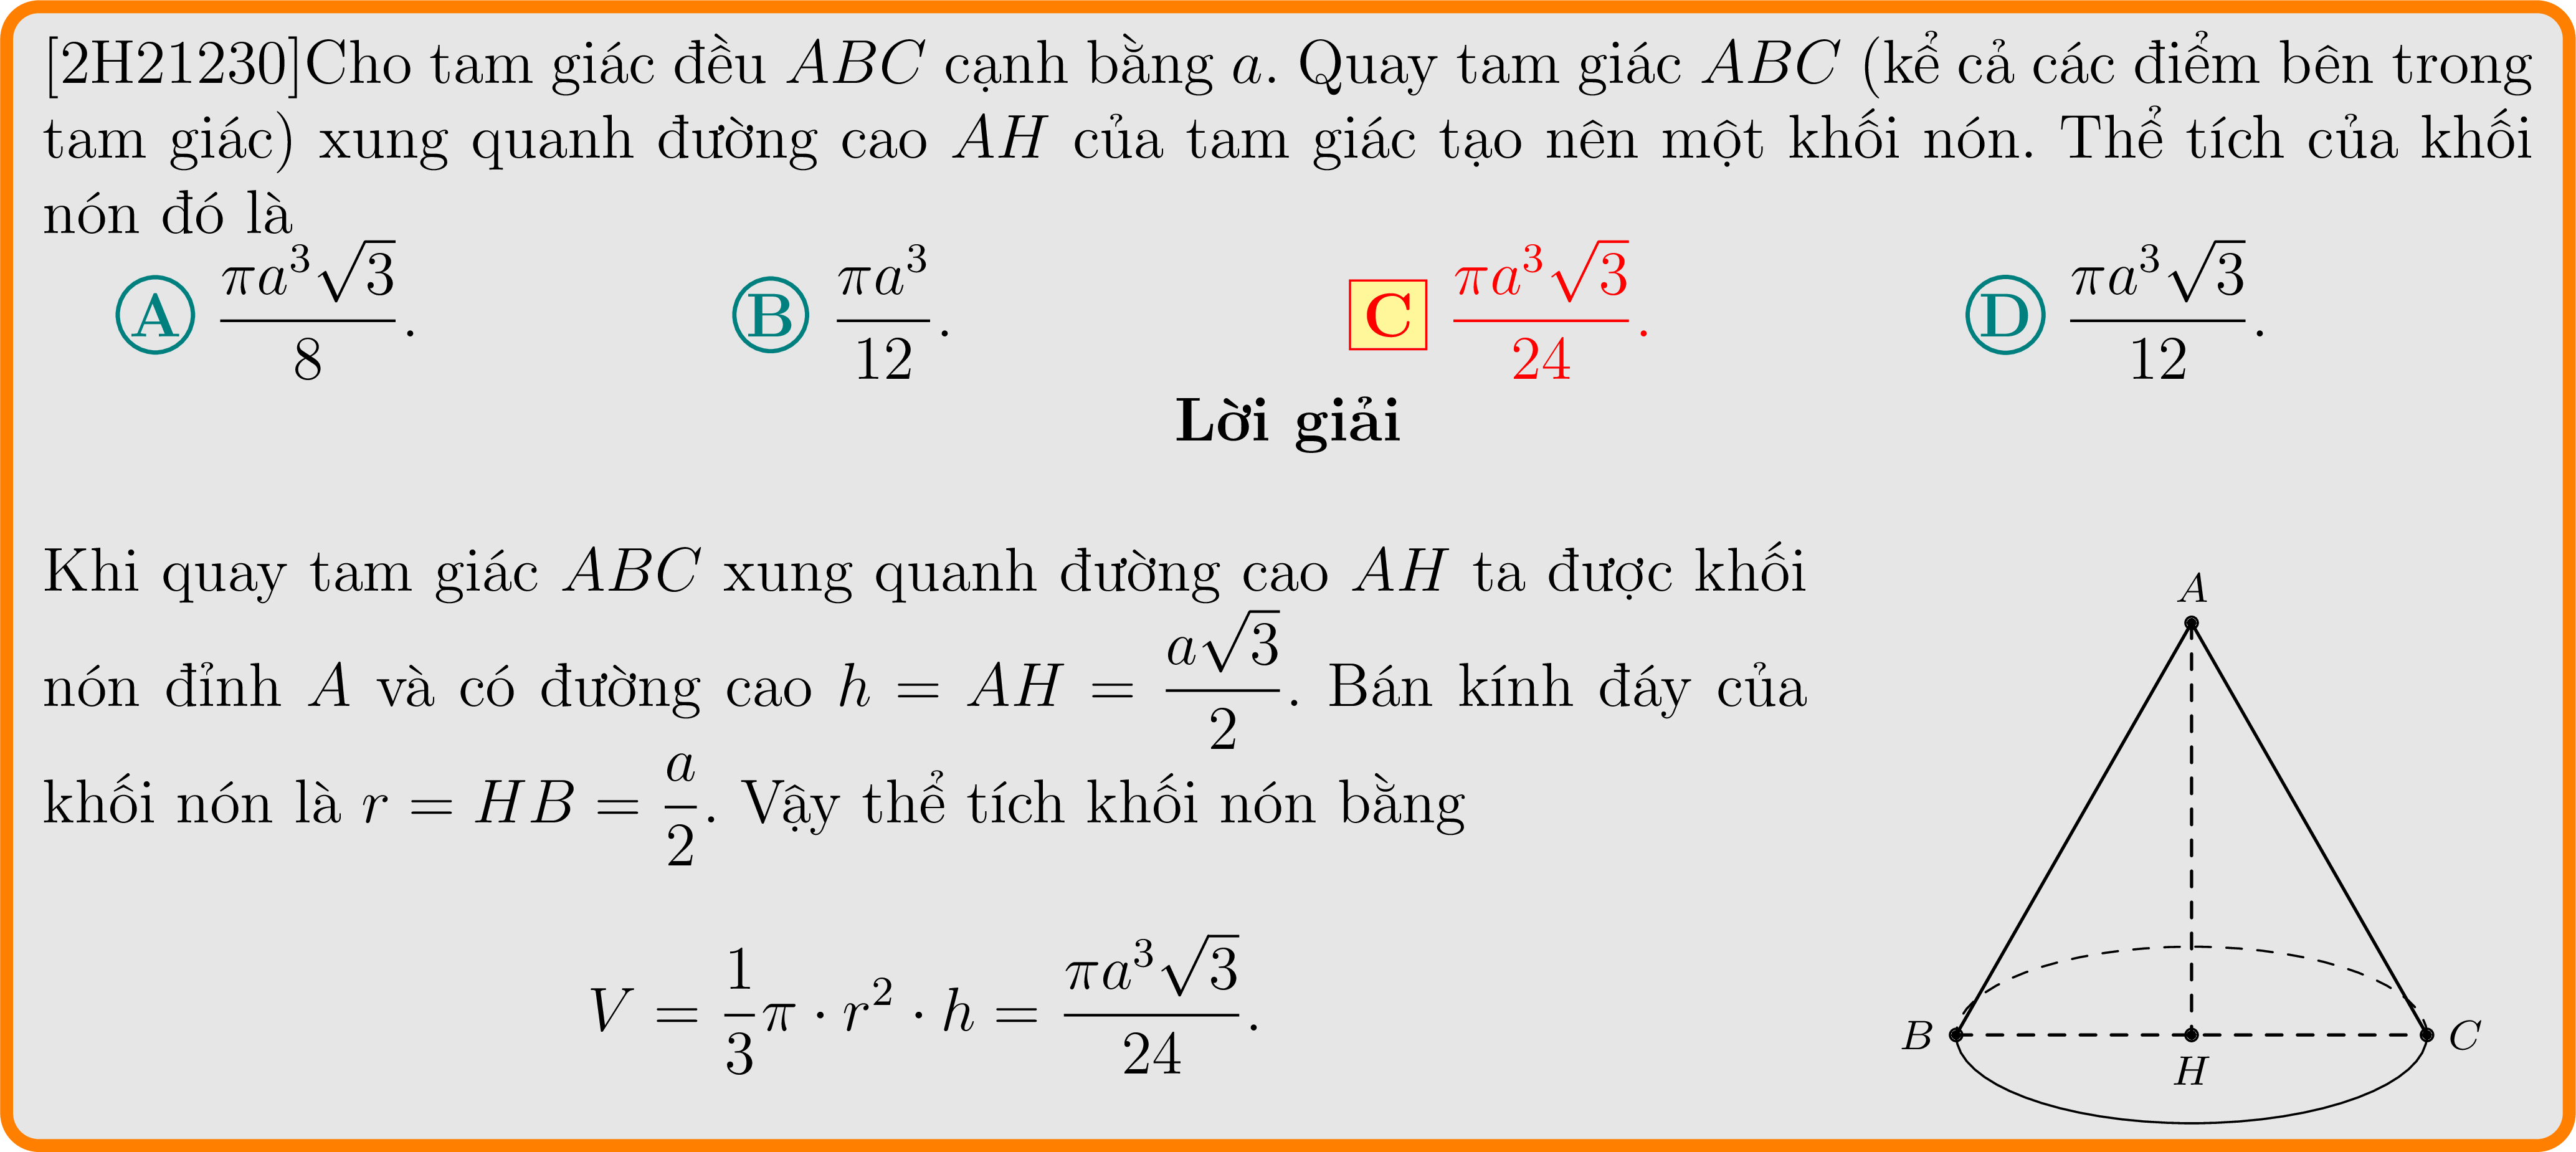 [2H21230]Cho tam giác đều ABC cạnh bằng a. Quay tam giác ABC (kể cả các điểm bên trong
tam giác) xung quanh đường cao AH của tam giác tạo nên một khối nón. Thể tích của khối
nón đó là
A $\frac{\pi a^3\sqrt{3}}{8}$. B $\frac{\pi a^3}{12}$. C $\frac{\pi a^3\sqrt{3}}{24}$. D $\frac{\pi a^3\sqrt{3}}{12}$.
Lời giải
Khi quay tam giác ABC xung quanh đường cao AH ta được khối
nón đỉnh A và có đường cao $h = AH = \frac{a\sqrt{3}}{2}$. Bán kính đáy của
khối nón là $r = HB = \frac{a}{2}$. Vậy thể tích khối nón bằng
$V = \frac{1}{3}\pi \cdot r^2 \cdot h = \frac{\pi a^3\sqrt{3}}{24}$.
A
B
H
C